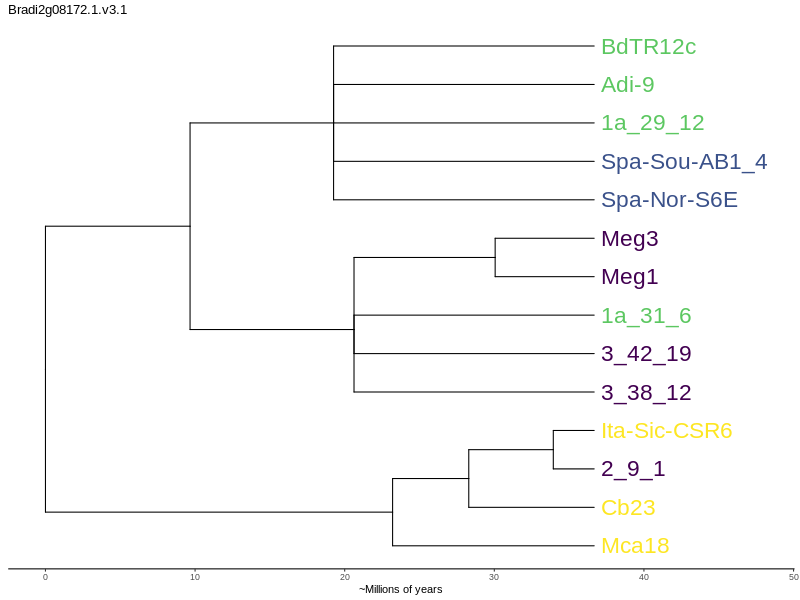 Bradi2g08172.1.v3.1
BdTR12c
Adi-9
1a_29_12
Spa-Sou-AB1_4
Spa-Nor-S6E
Meg3
Meg1
1a_31_6
3_42_19
3_38_12
Ita-Sic-CSR6
2_9_1
Cb23
Mca18
0 10 20 30 40 50
~Millions of years